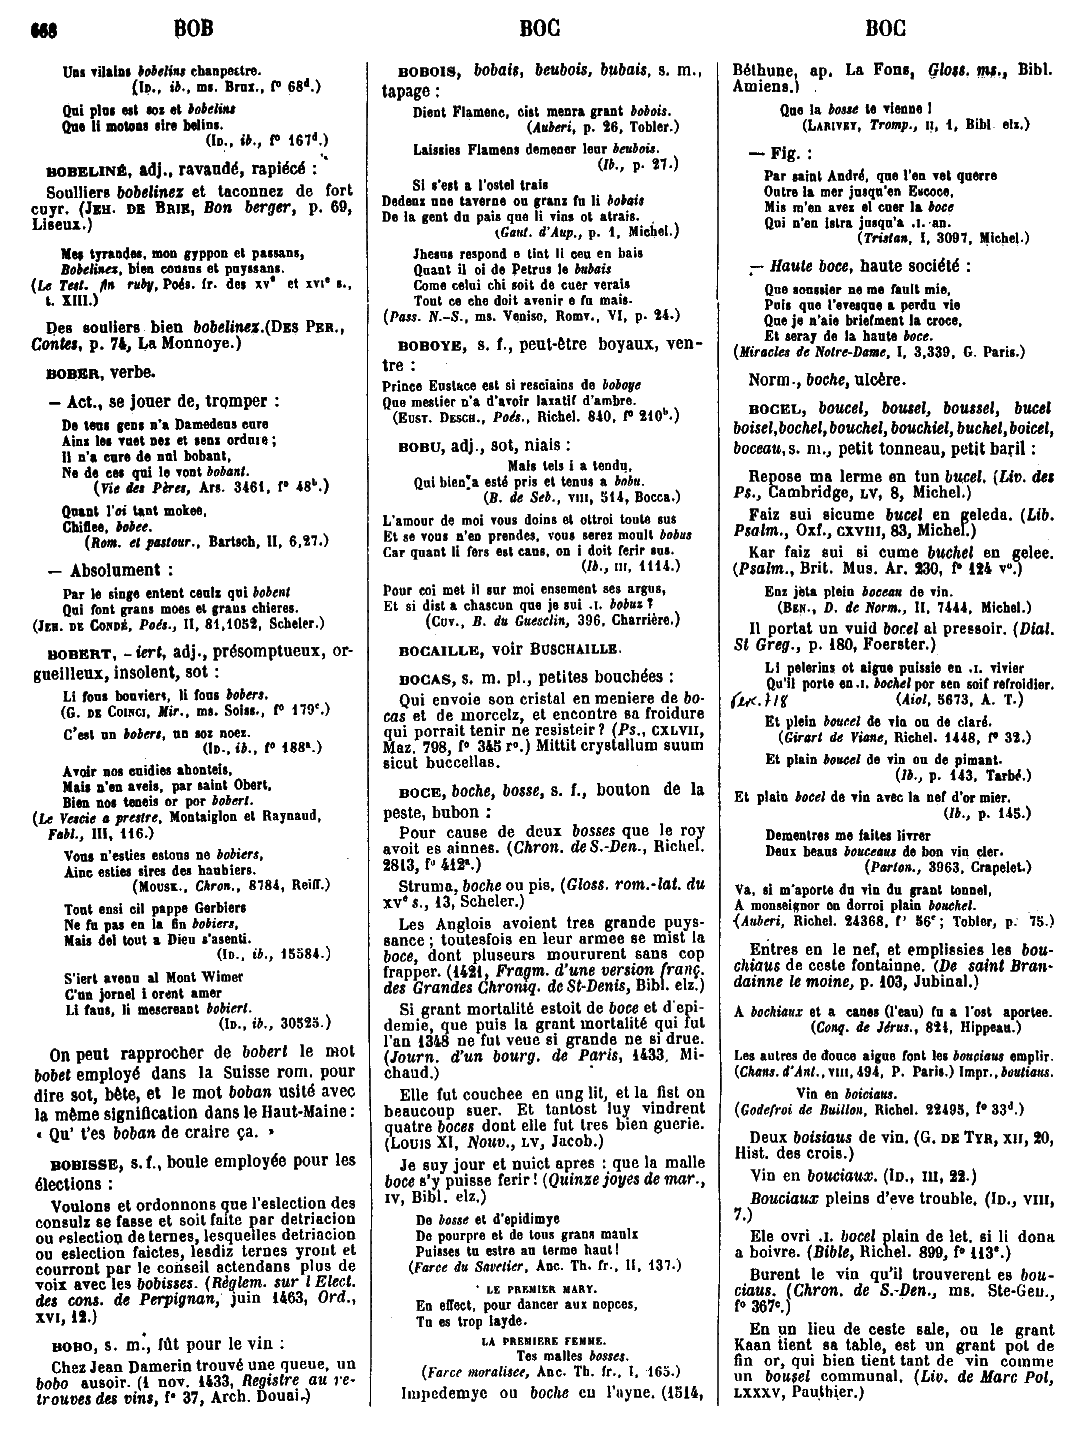 668 BOB BOC BOC
Uns vilains bobelins chanpestre.
(ID., ib., ms. Brux., f° 68d.)
Qui plus est soz et bobelins
Que li motons sire belins.
(ID., ib., f° 167d.)
BOBELINÉ, adj., ravaudé, rapiécé :
Soulliers bobelinez et taconnez de fort
cuyr. (JEH. DE BRIE, Bon berger, p. 69,
Liseux.)
Mes tyrandes, mon gyppon et passans,
Bobelinez, bien cousus et puyssans.
(Le Test. fin ruby, Poés. fr. des xve et xvie s.,
t. XIII.)
Des souliers bien bobelinez. (DES PER.,
Contes, p. 74, La Monnoye.)
BOBER, verbe.
— Act., se jouer de, tromper :
De teus gens n'a Damedeus cure
Ains les vuet nez et senz ordure ;
Il n'a cure de nul bobant,
Ne de ces qui le vont bobant.
(Vie des Pères, Ars. 3461, f° 48b.)
Quant l'oi tant mokee,
Chiflee, bobee.
(Rom. et pastour., Bartsch, II, 6,27.)
— Absolument :
Par le singe entent ceulz qui bobent
Qui font grans moes et grans chieres.
(JEH. DE CONDÉ, Poés., II, 81,1052, Scheler.)
BOBERT, - iert, adj., présomptueux, or-
gueilleux, insolent, sot :
Li fous bouviers, li fous bobers.
(G. DE COINCI, Mir., ms. Soiss., f° 179c.)
C'est un bobers, un soz noez.
(ID., ib., f° 188a.)
Avoir nos cuidies ahonteis,
Mais n'en aveis, par saint Obert,
Bien nos teneis or por bobert.
(Le Vescie a prestre, Montaiglon et Raynaud,
Fabl., III, 116.)
Vous n'esties estous ne bobiers,
Ainc esties sires des haubiers.
(MOUSK., Chron., 8784, Reiff.)
Tout ensi cil pappe Gerbiers
Ne fu pas en la fin bobiers,
Mais del tout a Dieu s'asenti.
(ID., ib., 15584.)
S'iert avenu al Mont Wimer
C'un jornel i orent amer
Li faus, li mescreant bobiert.
(ID., ib., 30525.)
On peut rapprocher de bobert le mot
bobet employé dans la Suisse rom. pour
dire sot, bête, et le mot boban usité avec
la même signification dans le Haut-Maine :
« Qu' t'es boban de craire ça. »
BOBISSE, s. f., boule employée pour les
élections :
Voulons et ordonnons que l'eslection des
consulz se fasse et soit faite par detriacion
ou eslection de ternes, lesquelles detriacion
ou eslection faictes, lesdiz ternes yront et
courront par le conseil actendans plus de
voix avec les bobisses. (Règlem. sur l Elect.
des cons. de Perpignan, juin 1463, Ord.,
XVI, 12.)
BOBO, s. m., fût pour le vin :
Chez Jean Damerin trouvé une queue, un
bobo ausoir. (1 nov. 1433, Registre au re-
trouves des vins, f° 37, Arch. Douai.)
BOBOIS, bobais, beubois, bubais, s. m.,
tapage :
Dient Flamenc, cist menra grant bobois.
(Auberi, p. 26, Tobler.)
Laissies Flamens demener leur beubois.
(Ib., p. 27.)
Si s'est a l'ostel trais
Dedenz une taverne ou granz fu li bobais
De la gent du pais que li vins ot atrais.
(Gaut. d'Aup., p. 1, Michel.)
Jhesus respond e tint li ceu en bais
Quant il oi de Petrus le bubais
Come celui chi soit de cuer verais
Tout ce che doit avenir e fu mais.
(Pass. N.-S., ms. Venise, Romv., VI, p. 24.)
BOBOYE, s. f., peut-être boyaux, ven-
tre :
Prince Eustace est si resciains de boboye
Que mestier n'a d'avoir laxatif d'ambre.
(EUST. DESCH., Poés., Richel. 840, f° 210b.)
BOBU, adj., sot, niais :
Mais tels i a tendu,
Qui bien a esté pris et tenus a bobu.
(B. de Seb., VIII, 514, Bocca.)
L'amour de moi vous doins et ottroi toute sus
Et se vous n'en prendes, vous serez moult bobus
Car quant li fers est caus, on i doit ferir sus.
(Ib., III, 1114.)
Pour coi met il sur moi ensement ses argus,
Et si dist a chascun que je sui .I. bobuz ?
(CUV., B. du Guesclin, 396, Charrière.)
BOCAILLE, voir BUSCHAILLE.
BOCAS, s. m. pl., petites bouchées :
Qui envoie son cristal en meniere de bo-
cas et de morcelz, et encontre sa froidure
qui porrait tenir ne resisteir ? (Ps., CXLVII,
Maz. 798, f° 345 r°.) Mittit crystallum suum
sicut buccellas.
BOCE, boche, bosse, s. f., bouton de la
peste, bubon :
Pour cause de deux bosses que le roy
avoit es ainnes. (Chron. de S.-Den., Richel.
2813, f° 412a.)
Struma, boche ou pis. (Gloss. rom.-lat. du
xve s., 13, Scheler.)
Les Anglois avoient tres grande puys-
sance ; toutesfois en leur armee se mist la
boce, dont pluseurs moururent sans cop
frapper. (1421, Fragm. d'une version franç.
des Grandes Chroniq. de St-Denis, Bibl. elz.)
Si grant mortalité estoit de boce et d'epi-
demie, que puis la grant mortalité qui fut
l'an 1348 ne fut veue si grande ne si drue.
(Journ. d'un bourg. de Paris, 1433, Mi-
chaud.)
Elle fut couchee en ung lit, et la fist on
beaucoup suer. Et tantost luy vindrent
quatre boces dont elle fut tres bien guerie.
(LOUIS XI, Nouv., LV, Jacob.)
Je suy jour et nuict apres : que la malle
boce s'y puisse ferir ! (Quinze joyes de mar.,
IV, Bibl. elz.)
De bosse et d'epidimye
De pourpre et de tous grans maulx
Puisses tu estre au terme hault !
(Farce du Savetier, Anc. Th. fr., II, 137.)
LE PREMIER MARY.
En effect, pour dancer aux nopces,
Tu es trop layde.
LA PREMIERE FEMME.
Tes malles bosses.
(Farce moralisee, Anc. Th. fr., I, 165.)
Impedemye ou boche en l'ayne. (1514,
Béthune, ap. La Fons, Gloss. ms., Bibl.
Amiens.)
Que la bosse te vienne !
(LARIVEY, Tromp., II, 1, Bibl. elz.)
— Fig. :
Par saint André, que l'en vet querre
Outre la mer jusqu'en Escoce,
Mis m'en avez el cuer la boce
Qui n'en istra jusqu'a .I. an.
(Tristan, I, 3097, Michel.)
— Haute boce, haute société :
Que soussier ne me fault mie,
Puis que l'evesque a perdu vie
Que je n'aie briefment la croce,
Et seray de la haute boce.
(Miracles de Notre-Dame, I, 3,339, G. Paris.)
Norm., boche, ulcère.
BOCEL, boucel, bousel, boussel, bucel
boisel, bochel, bouchel, bouchiel, buchel, boicel,
boceau, s. m., petit tonneau, petit baril :
Repose ma lerme en tun bucel. (Liv. des
Ps., Cambridge, LV, 8, Michel.)
Faiz sui sicume bucel en geleda. (Lib.
Psalm., Oxf., CXVIII, 83, Michel.)
Kar faiz sui si cume buchel en gelee.
(Psalm., Brit. Mus. Ar. 230, f° 124 v°.)
Enz jeta plein boceau de vin.
(BEN., D. de Norm., II, 7444, Michel.)
Il portat un vuid bocel al pressoir. (Dial.
St Greg., p. 180, Foerster.)
Li pelerins ot aigue puissie en .I. vivier
Qu'il porte en .I. bochel por sen soif refroidier.
(Aiol, 5673, A. T.)
Et plein boucel de vin ou de claré.
(Girart de Viane, Richel. 1448, f° 32.)
Et plain boucel de vin ou de pimant.
(Ib., p. 143, Tarbé.)
Et plain bocel de vin avec la nef d'or mier.
(Ib., p. 145.)
Dementres me faites livrer
Deux beaus bouceaus de bon vin cler.
(Parton., 3963, Crapelet.)
Va, si m'aporte du vin du grant tonnel,
A monseignor on dorroi plain bouchel.
(Auberi, Richel. 24368, f° 56c ; Tobler, p. 75.)
Entres en le nef, et emplissies les bou-
chiaus de ceste fontainne. (De saint Bran-
dainne le moine, p. 103, Jubinal.)
A bochiaux et a canes (l'eau) fu a l'ost aportee.
(Conq. de Jérus., 821, Hippeau.)
Les autres de douce aigue font les bouciaus emplir.
(Chans. d'Ant., VIII, 494, P. Paris.) Impr., boutiaus.
Vin en boiciaus.
(Godefroi de Buillon, Richel. 22495, f° 33d.)
Deux boisiaus de vin. (G. DE TYR, XII, 20,
Hist. des crois.)
Vin en bouciaux. (ID., III, 22.)
Bouciaux pleins d'eve trouble. (ID., VIII,
7.)
Ele ovri .I. bocel plain de let, si li dona
a boivre. (Bible, Richel. 899, f° 113c.)
Burent le vin qu'il trouverent es bou-
ciaus. (Chron. de S.-Den., ms. Ste-Gen.,
f° 367c.)
En un lieu de ceste sale, ou le grant
Kaan tient sa table, est un grant pot de
fin or, qui bien tient tant de vin comme
un bousel communal. (Liv. de Marc Pol,
LXXXV, Pauthier.)